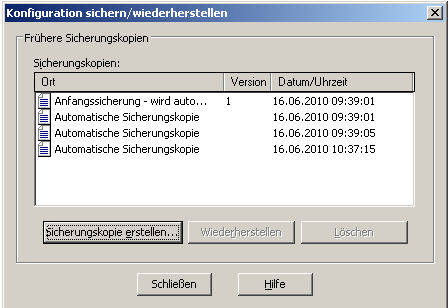 Konfiguration sichern/wiederherstellen
Frühere Sicherungskopien
Sicherungskopien:
Ort Version Datum/Uhrzeit
Anfangssicherung - wird auto... 1 16.06.2010 09:39:01
Automatische Sicherungskopie 16.06.2010 09:39:01
Automatische Sicherungskopie 16.06.2010 09:39:05
Automatische Sicherungskopie 16.06.2010 10:37:15
Sicherungskopie erstellen... Wiederherstellen Löschen
Schließen Hilfe